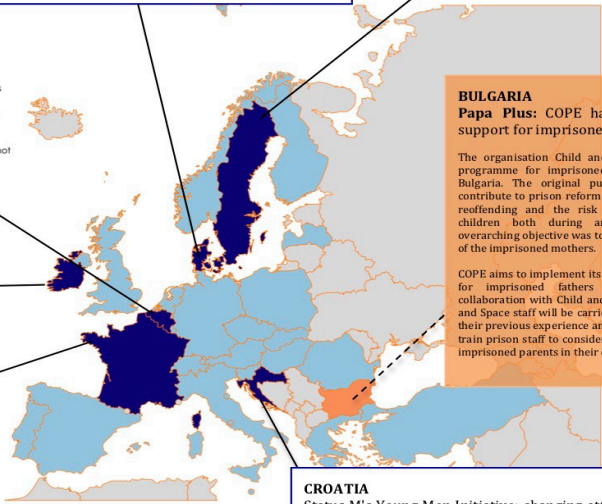 ot
BULGARIA
Papa Plus: COPE ha
support for imprisone
The organisation Child an
programme for imprisone
Bulgaria. The original pu
contribute to prison reform
reoffending and the risk
children both during a
overarching objective was to
of the imprisoned mothers.
COPE aims to implement its
for imprisoned fathers
collaboration with Child and
and Space staff will be carri
their previous experience an
train prison staff to conside
imprisoned parents in their
CROATIA